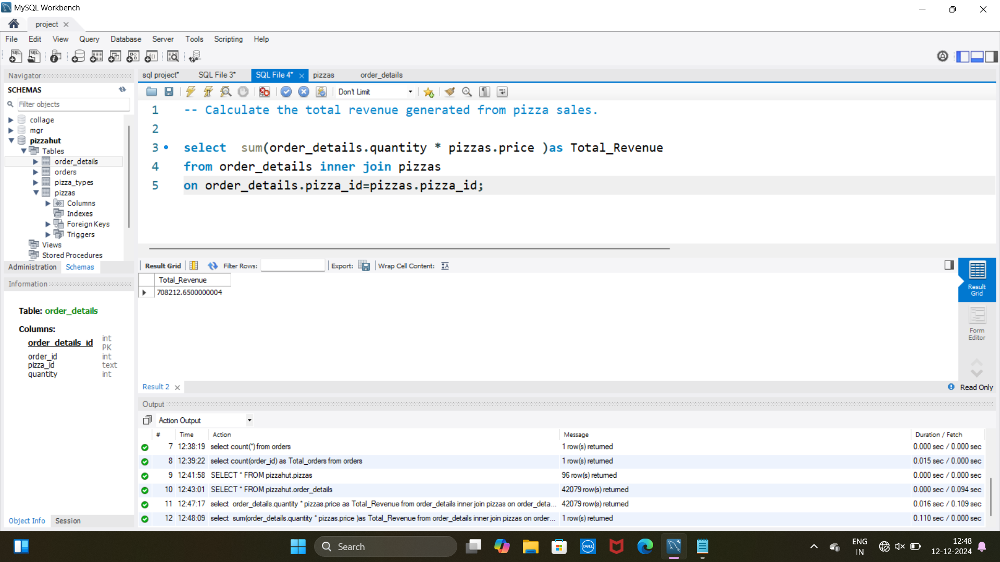 MySQL Workbench
project
File Edit View Query Database Server Tools Scripting Help
Navigator
SCHEMAS
Filter objects
collage
mgr
pizzahut
Tables
order_details
orders
pizza_types
pizzas
Columns
Indexes
Foreign Keys
Triggers
Views
Stored Procedures
Administration Schemas
Information
Table: order_details
Columns:
order_details_id int PK
order_id int
pizza_id text
quantity int
Object Info Session
sql project* SQL File 3* SQL File 4* pizzas order_details
Don't Limit
1 -- Calculate the total revenue generated from pizza sales.
2
3 select  sum(order_details.quantity * pizzas.price )as Total_Revenue
4 from order_details inner join pizzas
5 on order_details.pizza_id=pizzas.pizza_id;
Result Grid Filter Rows: Export: Wrap Cell Content:
Total_Revenue
708212.6500000004
Result Grid
Form Editor
Result 2 Read Only
Output
Action Output
# Time Action Message Duration / Fetch
7 12:38:19 select count(*) from orders 1 row(s) returned 0.000 sec / 0.000 sec
8 12:39:22 select count(order_id) as Total_orders from orders 1 row(s) returned 0.015 sec / 0.000 sec
9 12:41:58 SELECT * FROM pizzahut.pizzas 96 row(s) returned 0.000 sec / 0.000 sec
10 12:43:01 SELECT * FROM pizzahut.order_details 42079 row(s) returned 0.000 sec / 0.094 sec
11 12:47:17 select  order_details.quantity * pizzas.price as Total_Revenue from order_details inner join pizzas on order_deta... 42079 row(s) returned 0.016 sec / 0.109 sec
12 12:48:09 select  sum(order_details.quantity * pizzas.price )as Total_Revenue from order_details inner join pizzas on order... 1 row(s) returned 0.110 sec / 0.000 sec
Search
DELL
ENG
IN
12:48
12-12-2024